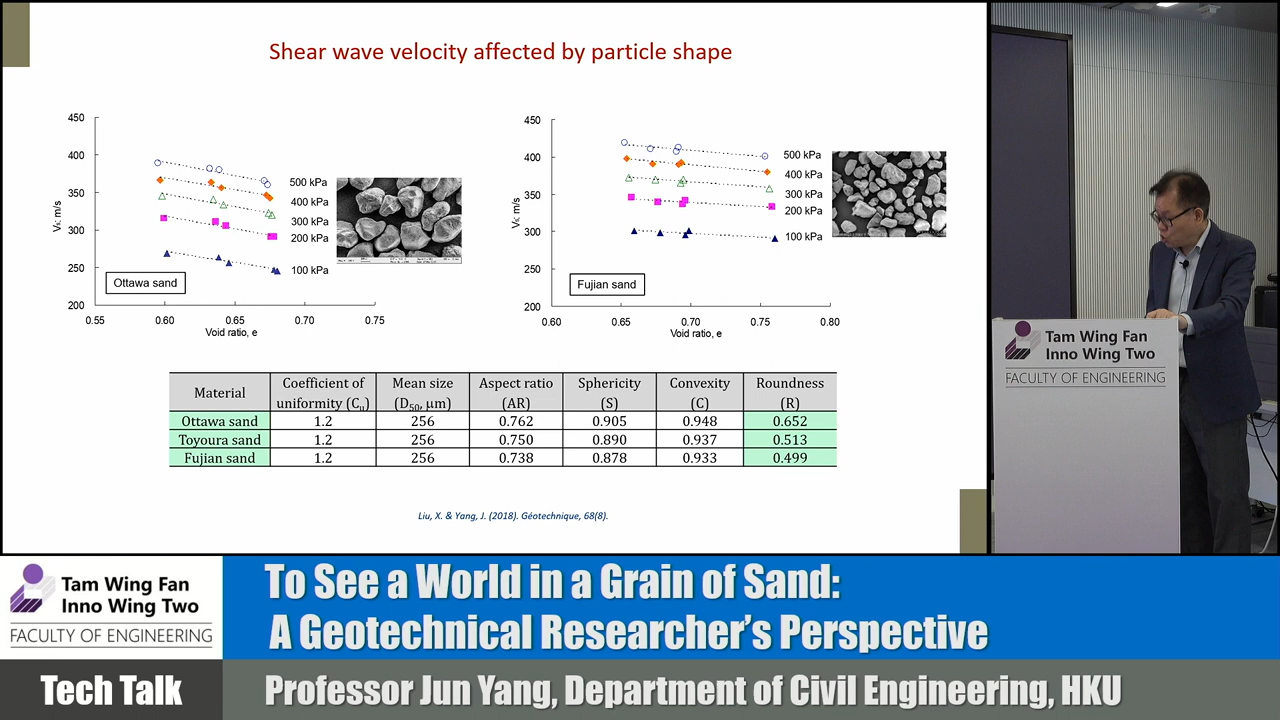 Shear wave velocity affected by particle shape
450
400
350
300
250
200
Vs: m/s
0.55
0.60
0.65
0.70
0.75
Void ratio, e
500 kPa
400 kPa
300 kPa
200 kPa
100 kPa
Ottawa sand
450
400
350
300
250
200
Vs: m/s
0.60
0.65
0.70
0.75
0.80
Void ratio, e
500 kPa
400 kPa
300 kPa
200 kPa
100 kPa
Fujian sand
Material Coefficient of uniformity (Cu) Mean size (D50, μm) Aspect ratio (AR) Sphericity (S) Convexity (C) Roundness (R)
Ottawa sand 1.2 256 0.762 0.905 0.948 0.652
Toyoura sand 1.2 256 0.750 0.890 0.937 0.513
Fujian sand 1.2 256 0.738 0.878 0.933 0.499
Liu, X. & Yang, J. (2018). Géotechnique, 68(8).
Tam Wing Fan
Inno Wing Two
FACULTY OF ENGINEERING
Tam Wing Fan
Inno Wing Two
FACULTY OF ENGINEERING
To See a World in a Grain of Sand:
A Geotechnical Researcher's Perspective
Tech Talk
Professor Jun Yang, Department of Civil Engineering, HKU